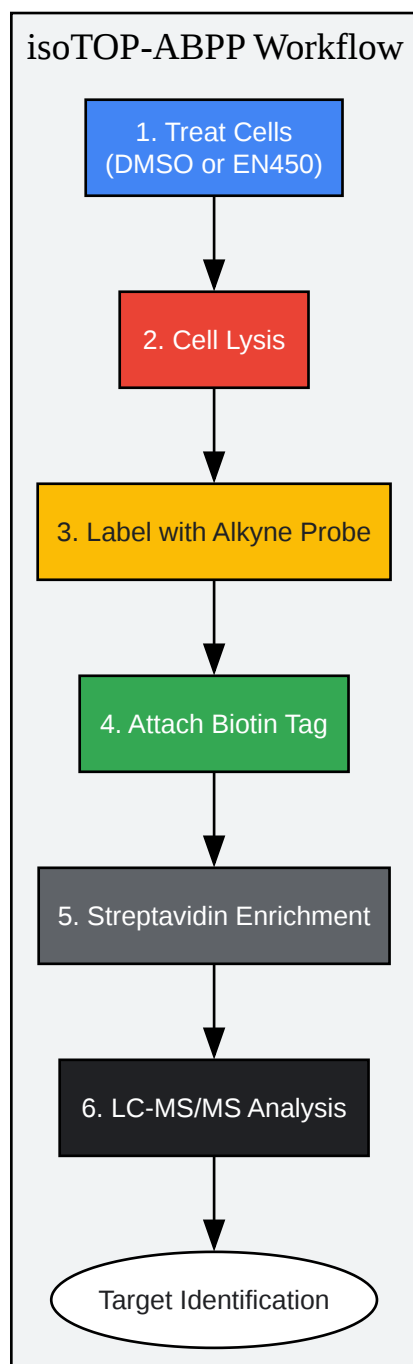 isoTOP-ABPP Workflow
1. Treat Cells
(DMSO or EN450)
2. Cell Lysis
3. Label with Alkyne Probe
4. Attach Biotin Tag
5. Streptavidin Enrichment
6. LC-MS/MS Analysis
Target Identification